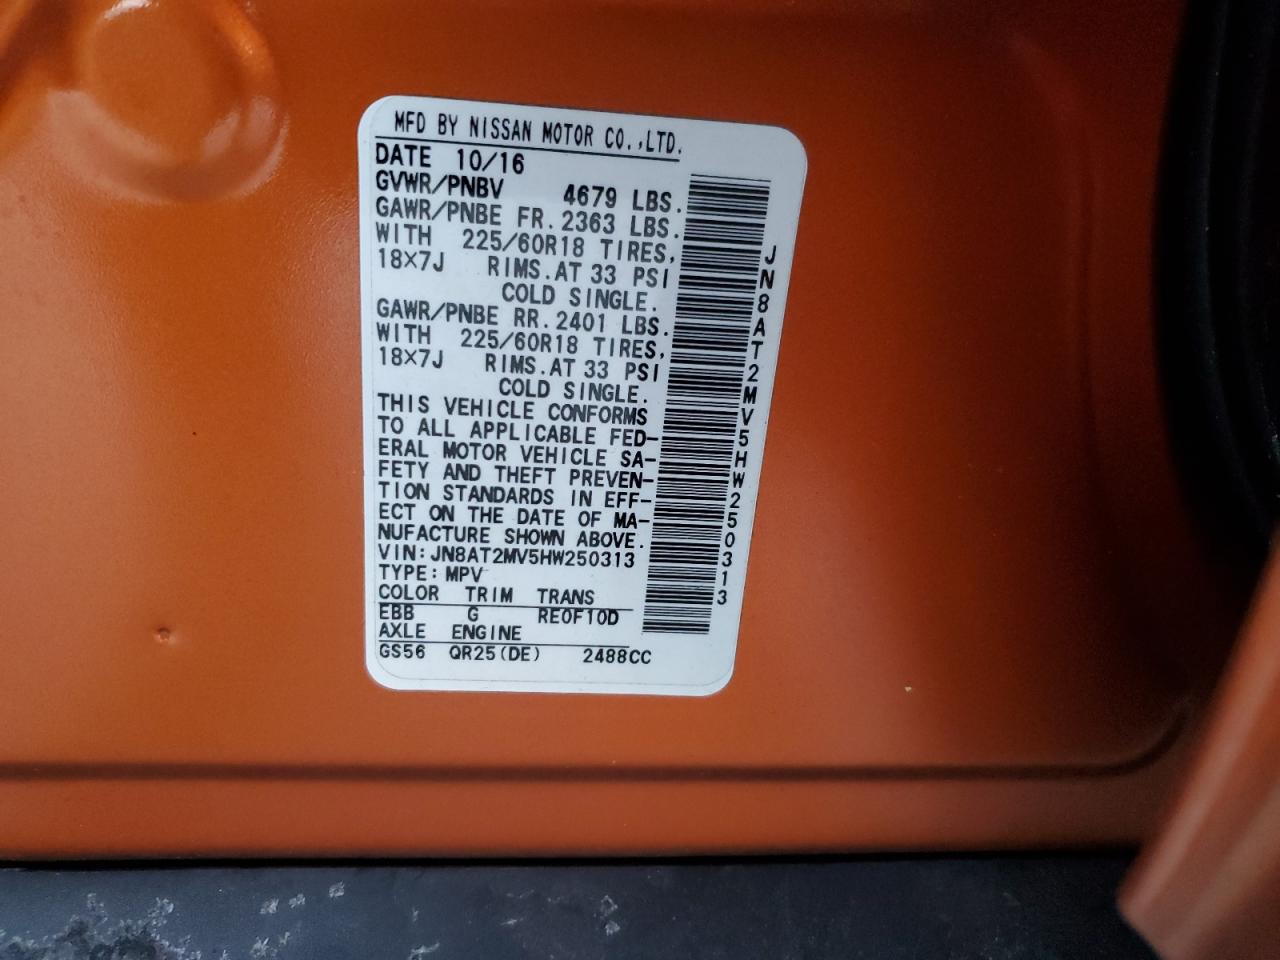 MFD BY NISSAN MOTOR CO.,LTD.
DATE 10/16
GVWR/PNBV 4679 LBS.
GAWR/PNBE FR. 2363 LBS.
WITH 225/60R18 TIRES,
18×7J RIMS.AT 33 PSI
COLD SINGLE.
GAWR/PNBE RR. 2401 LBS.
WITH 225/60R18 TIRES,
18×7J RIMS.AT 33 PSI
COLD SINGLE.
THIS VEHICLE CONFORMS
TO ALL APPLICABLE FED-
ERAL MOTOR VEHICLE SA-
FETY AND THEFT PREVEN-
TION STANDARDS IN EFF-
ECT ON THE DATE OF MA-
NUFACTURE SHOWN ABOVE.
VIN:JN8AT2MV5HW250313
TYPE:MPV
COLOR TRIM TRANS
EBB G RE0F10D
AXLE ENGINE
GS56 QR25(DE) 2488CC
JN8AT2MV5HW250313